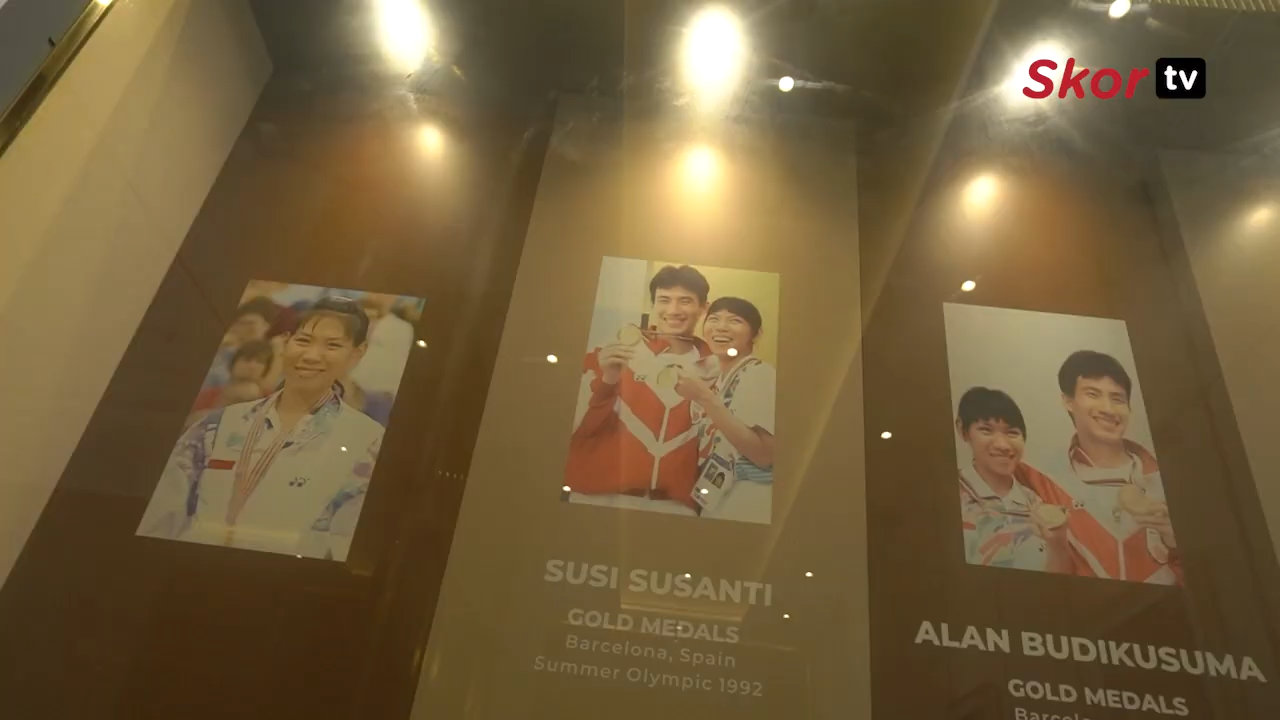 Skor tv
SUSI SUSANTI
GOLD MEDALS
Barcelona, Spain
Summer Olympic 1992
ALAN BUDIKUSUMA
GOLD MEDALS